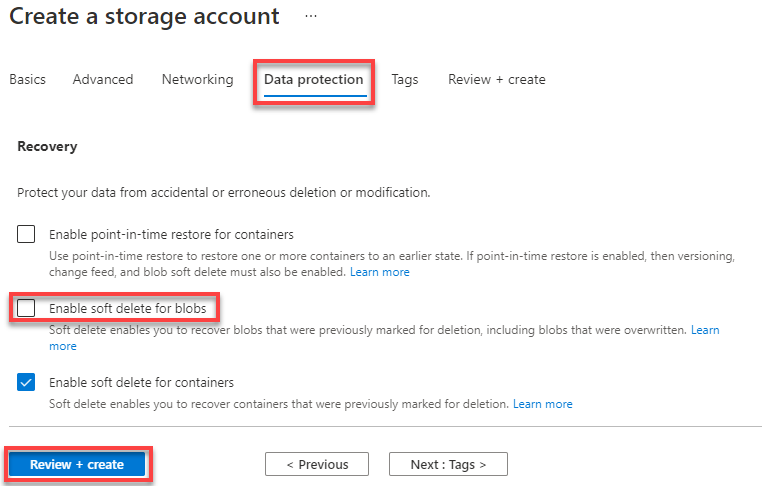 Create a storage account ...
Basics Advanced Networking Data protection Tags Review + create
Recovery
Protect your data from accidental or erroneous deletion or modification.
Enable point-in-time restore for containers
Use point-in-time restore to restore one or more containers to an earlier state. If point-in-time restore is enabled, then versioning,
change feed, and blob soft delete must also be enabled. Learn more
Enable soft delete for blobs
Soft delete enables you to recover blobs that were previously marked for deletion, including blobs that were overwritten. Learn
more
Enable soft delete for containers
Soft delete enables you to recover containers that were previously marked for deletion. Learn more
Review + create < Previous Next : Tags >